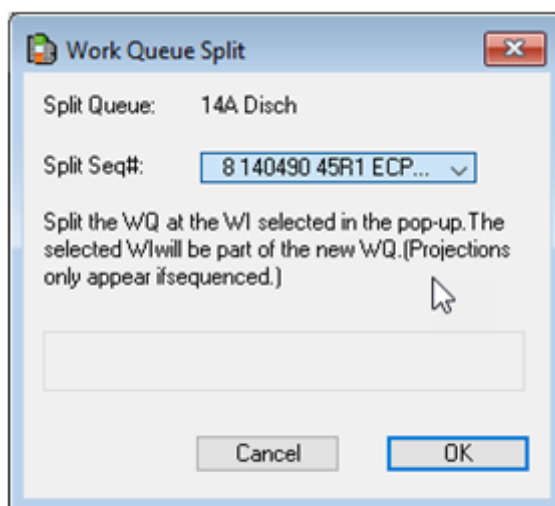 Work Queue Split
Split Queue: 14A Disch
Split Seq#: 8 140490 45R1 ECP...
Split the WQ at the WI selected in the pop-up.The
selected WIwill be part of the new WQ.(Projections
only appear ifsequenced.)
Cancel OK